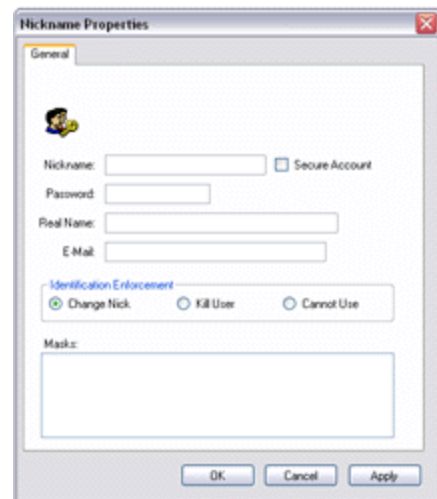 Nickname Properties
General
Nickname:
Secure Account
Password:
Real Name:
E-Mail:
Identification Enforcement
Change Nick Kill User Cannot Use
Masks:
OK Cancel Apply